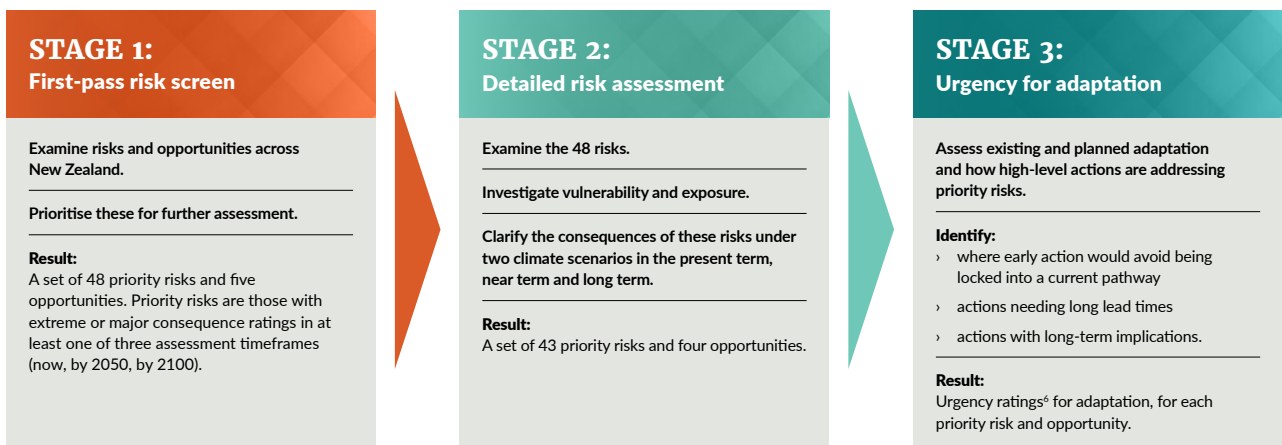 STAGE 1:
First-pass risk screen
Examine risks and opportunities across
New Zealand.
Prioritise these for further assessment.
Result:
A set of 48 priority risks and five
opportunities. Priority risks are those with
extreme or major consequence ratings in at
least one of three assessment timeframes
(now, by 2050, by 2100).
STAGE 2:
Detailed risk assessment
Examine the 48 risks.
Investigate vulnerability and exposure.
Clarify the consequences of these risks under
two climate scenarios in the present term,
near term and long term.
Result:
A set of 43 priority risks and four opportunities.
STAGE 3:
Urgency for adaptation
Assess existing and planned adaptation
and how high-level actions are addressing
priority risks.
Identify:
› where early action would avoid being
locked into a current pathway
› actions needing long lead times
› actions with long-term implications.
Result:
Urgency ratings⁶ for adaptation, for each
priority risk and opportunity.